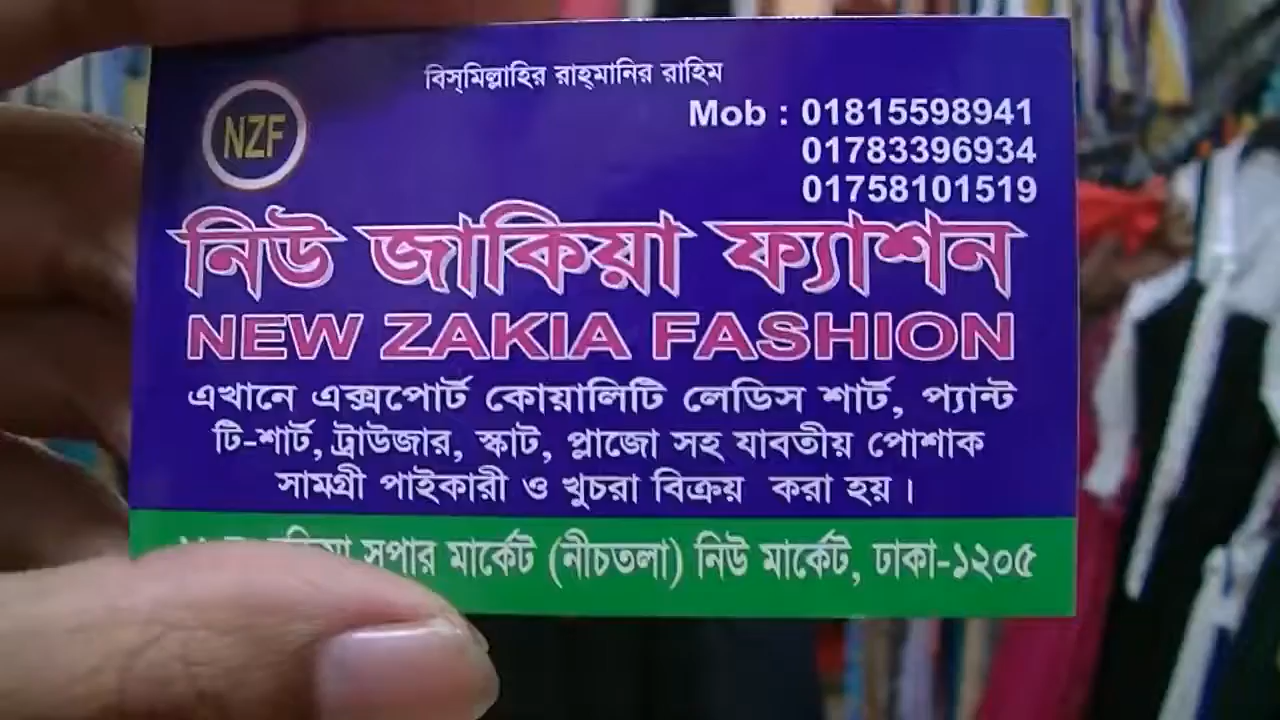 বিস্‌মিল্লাহির রাহ্‌মানির রাহিম
NZF
Mob : 01815598941
01783396934
01758101519
নিউ জাকিয়া ফ্যাশন
NEW ZAKIA FASHION
এখানে এক্সপোর্ট কোয়ালিটি লেডিস শার্ট, প্যান্ট
টি-শার্ট, ট্রাউজার, স্কাট, প্লাজো সহ যাবতীয় পোশাক
সামগ্রী পাইকারী ও খুচরা বিক্রয় করা হয়।
সপার মার্কেট (নীচতলা) নিউ মার্কেট, ঢাকা-১২০৫